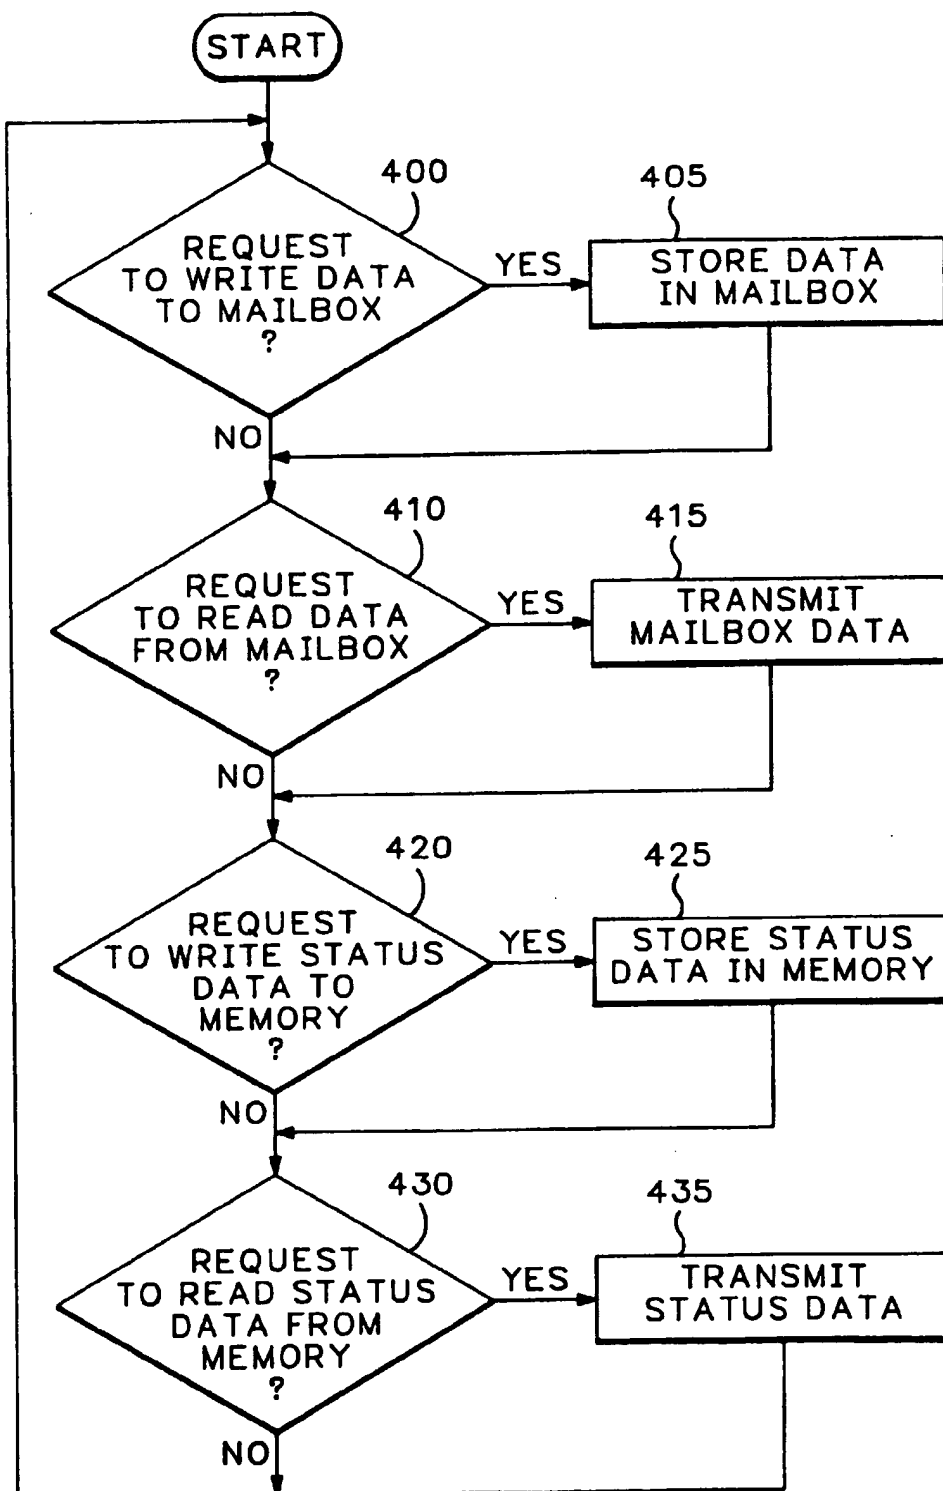 START
400
REQUEST
TO WRITE DATA
TO MAILBOX
?
YES
405
STORE DATA
IN MAILBOX
NO
410
REQUEST
TO READ DATA
FROM MAILBOX
?
YES
415
TRANSMIT
MAILBOX DATA
NO
420
REQUEST
TO WRITE STATUS
DATA TO
MEMORY
?
YES
425
STORE STATUS
DATA IN MEMORY
NO
430
REQUEST
TO READ STATUS
DATA FROM
MEMORY
?
YES
435
TRANSMIT
STATUS DATA
NO